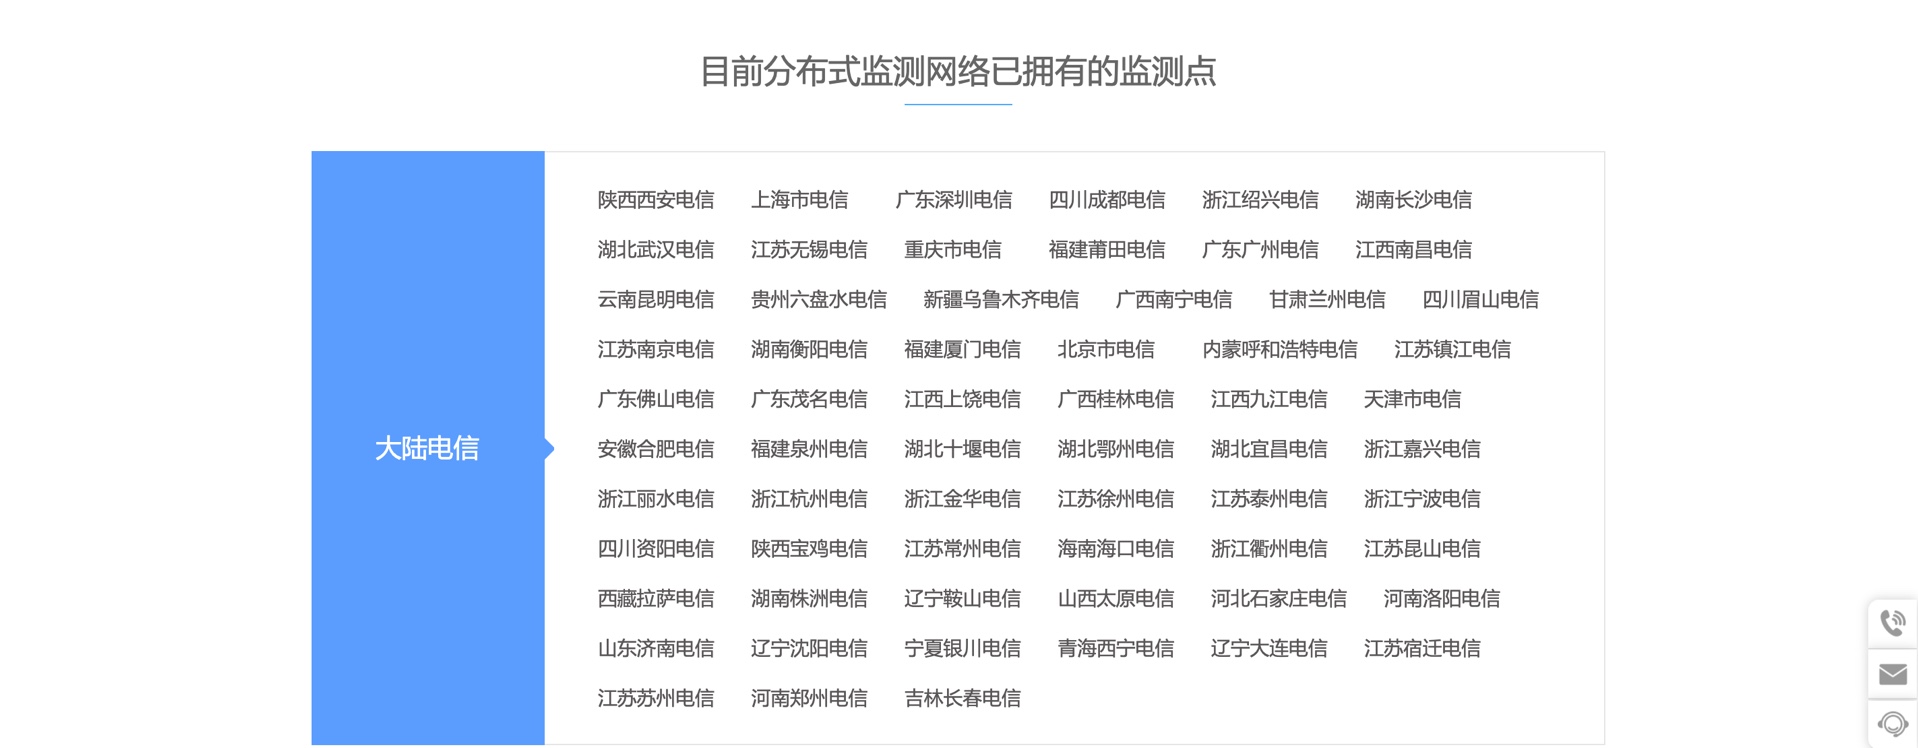 目前分布式监测网络已拥有的监测点
大陆电信
陕西西安电信 上海市电信 广东深圳电信 四川成都电信 浙江绍兴电信 湖南长沙电信
湖北武汉电信 江苏无锡电信 重庆市电信 福建莆田电信 广东广州电信 江西南昌电信
云南昆明电信 贵州六盘水电信 新疆乌鲁木齐电信 广西南宁电信 甘肃兰州电信 四川眉山电信
江苏南京电信 湖南衡阳电信 福建厦门电信 北京市电信 内蒙呼和浩特电信 江苏镇江电信
广东佛山电信 广东茂名电信 江西上饶电信 广西桂林电信 江西九江电信 天津市电信
安徽合肥电信 福建泉州电信 湖北十堰电信 湖北鄂州电信 湖北宜昌电信 浙江嘉兴电信
浙江丽水电信 浙江杭州电信 浙江金华电信 江苏徐州电信 江苏泰州电信 浙江宁波电信
四川资阳电信 陕西宝鸡电信 江苏常州电信 海南海口电信 浙江衢州电信 江苏昆山电信
西藏拉萨电信 湖南株洲电信 辽宁鞍山电信 山西太原电信 河北石家庄电信 河南洛阳电信
山东济南电信 辽宁沈阳电信 宁夏银川电信 青海西宁电信 辽宁大连电信 江苏宿迁电信
江苏苏州电信 河南郑州电信 吉林长春电信